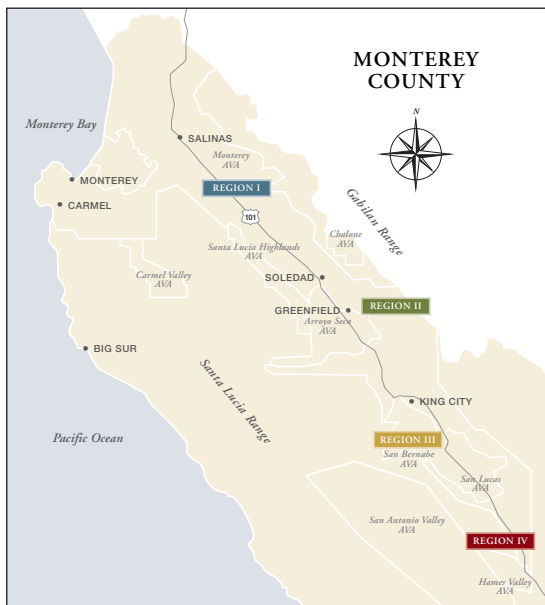 MONTEREY
COUNTY
N
Monterey Bay
SALINAS
Monterey
AVA
MONTEREY
REGION I
CARMEL
101
Gabilan Range
Chalone
AVA
Santa Lucia Highlands
AVA
Carmel Valley
AVA
SOLEDAD
GREENFIELD
REGION II
Arroyo Seco
AVA
BIG SUR
Santa Lucia Range
KING CITY
Pacific Ocean
REGION III
San Bernabe
AVA
San Lucas
AVA
San Antonio Valley
AVA
REGION IV
Hames Valley
AVA